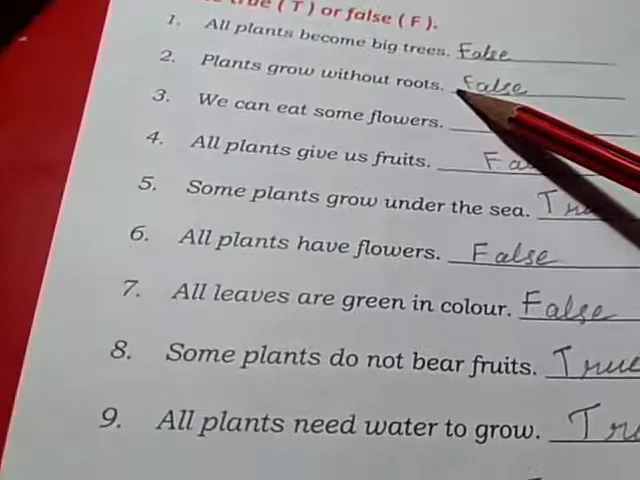 true ( T ) or false ( F ).
1. All plants become big trees. False
2. Plants grow without roots. False
3. We can eat some flowers.
4. All plants give us fruits. Fa
5. Some plants grow under the sea. True
6. All plants have flowers. False
7. All leaves are green in colour. False
8. Some plants do not bear fruits. True
9. All plants need water to grow. Tru